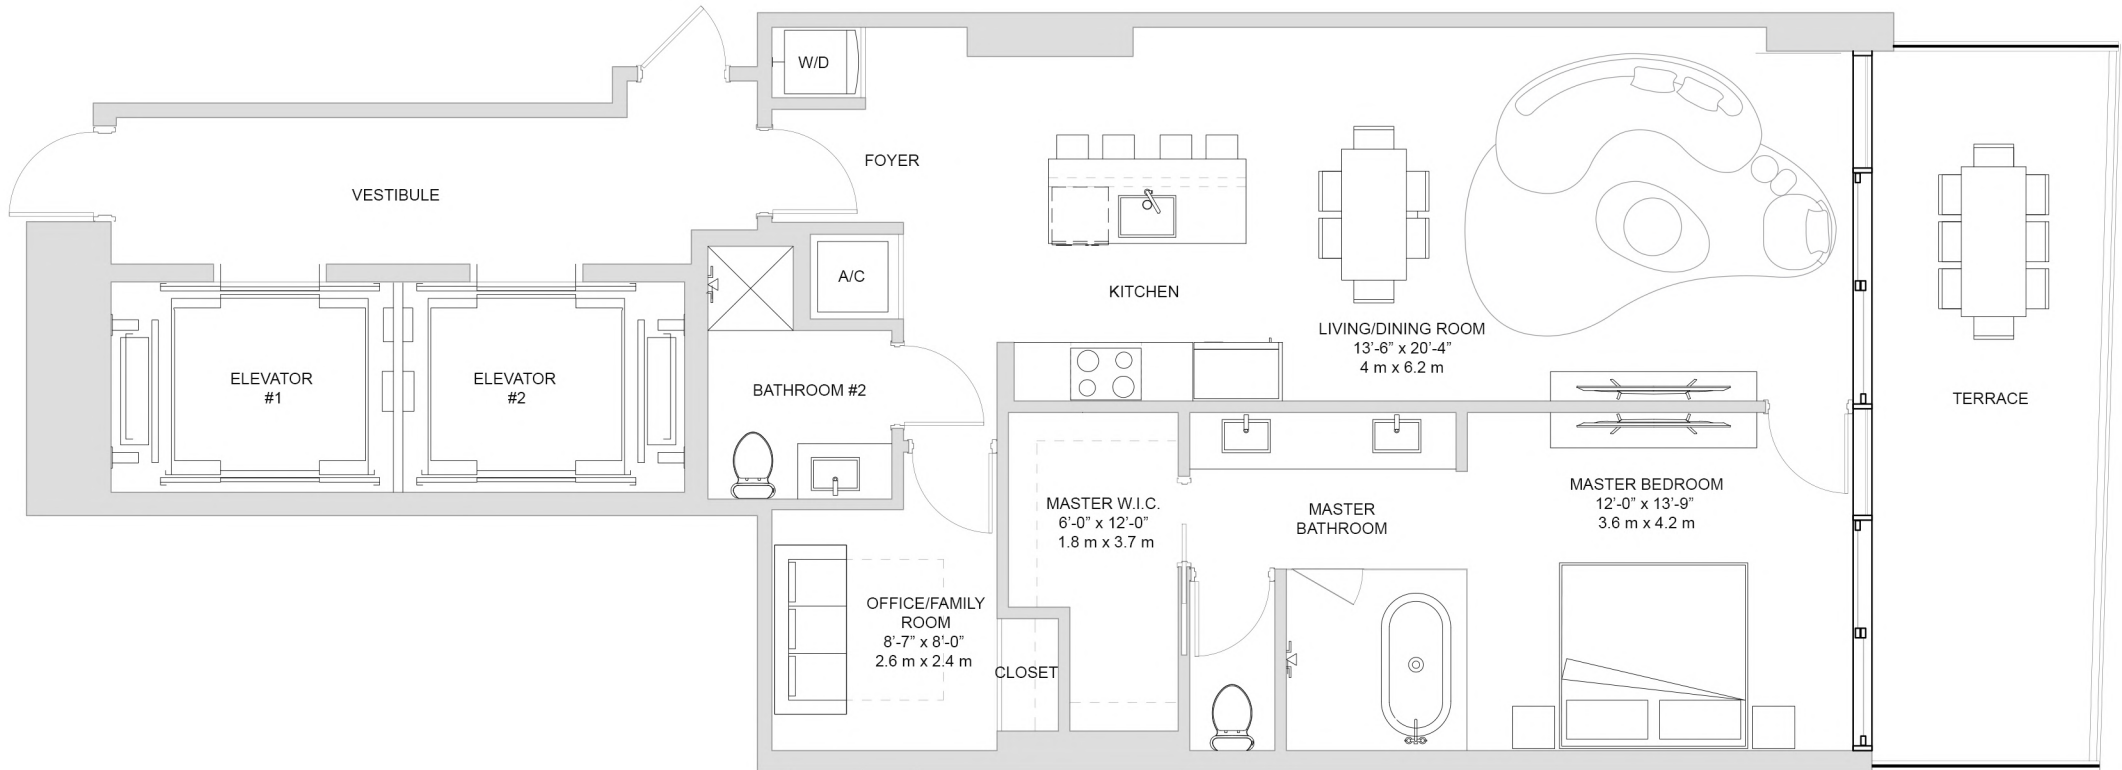 W/D
FOYER
VESTIBULE
A/C
KITCHEN
LIVING/DINING ROOM
13'-6" x 20'-4"
4 m x 6.2 m
TERRACE
ELEVATOR
#1
ELEVATOR
#2
BATHROOM #2
MASTER W.I.C.
6'-0" x 12'-0"
1.8 m x 3.7 m
MASTER
BATHROOM
MASTER BEDROOM
12'-0" x 13'-9"
3.6 m x 4.2 m
OFFICE/FAMILY
ROOM
8'-7" x 8'-0"
2.6 m x 2.4 m
CLOSET